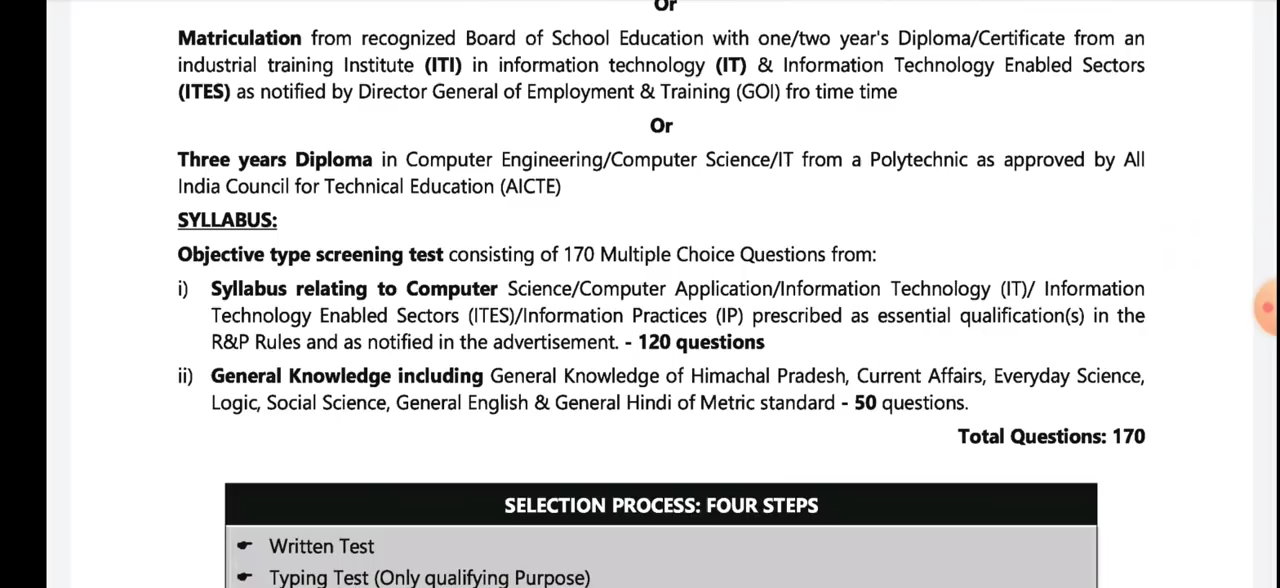 Or
Matriculation from recognized Board of School Education with one/two year's Diploma/Certificate from an
industrial training Institute (ITI) in information technology (IT) & Information Technology Enabled Sectors
(ITES) as notified by Director General of Employment & Training (GOI) fro time time
Or
Three years Diploma in Computer Engineering/Computer Science/IT from a Polytechnic as approved by All
India Council for Technical Education (AICTE)
SYLLABUS:
Objective type screening test consisting of 170 Multiple Choice Questions from:
i) Syllabus relating to Computer Science/Computer Application/Information Technology (IT)/ Information
Technology Enabled Sectors (ITES)/Information Practices (IP) prescribed as essential qualification(s) in the
R&P Rules and as notified in the advertisement. - 120 questions
ii) General Knowledge including General Knowledge of Himachal Pradesh, Current Affairs, Everyday Science,
Logic, Social Science, General English & General Hindi of Metric standard - 50 questions.
Total Questions: 170
SELECTION PROCESS: FOUR STEPS
Written Test
Typing Test (Only qualifying Purpose)